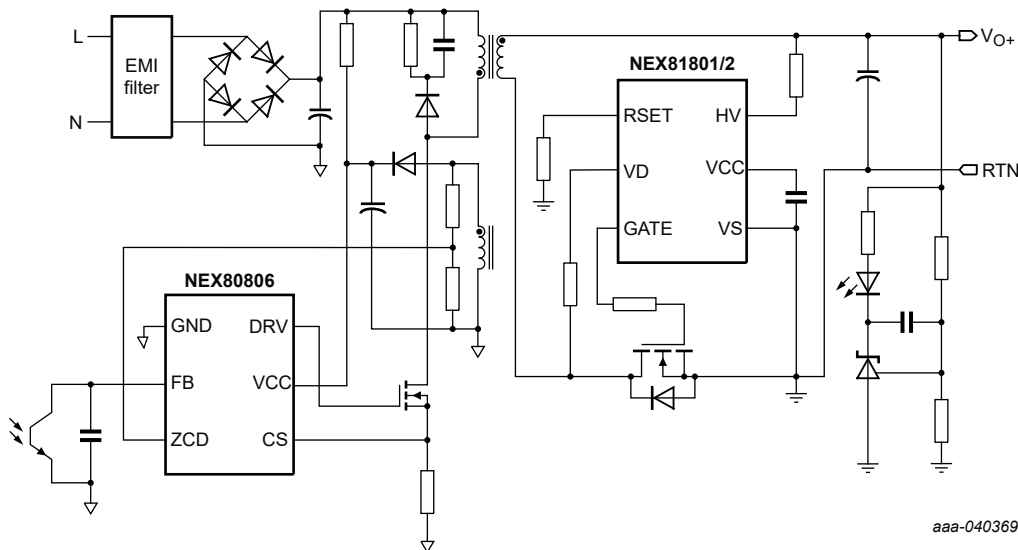 L
EMI
filter
N
NEX81801/2
RSET
HV
VD
VCC
GATE
VS
V_O+
RTN
NEX80806
GND
DRV
FB
VCC
ZCD
CS
aaa-040369